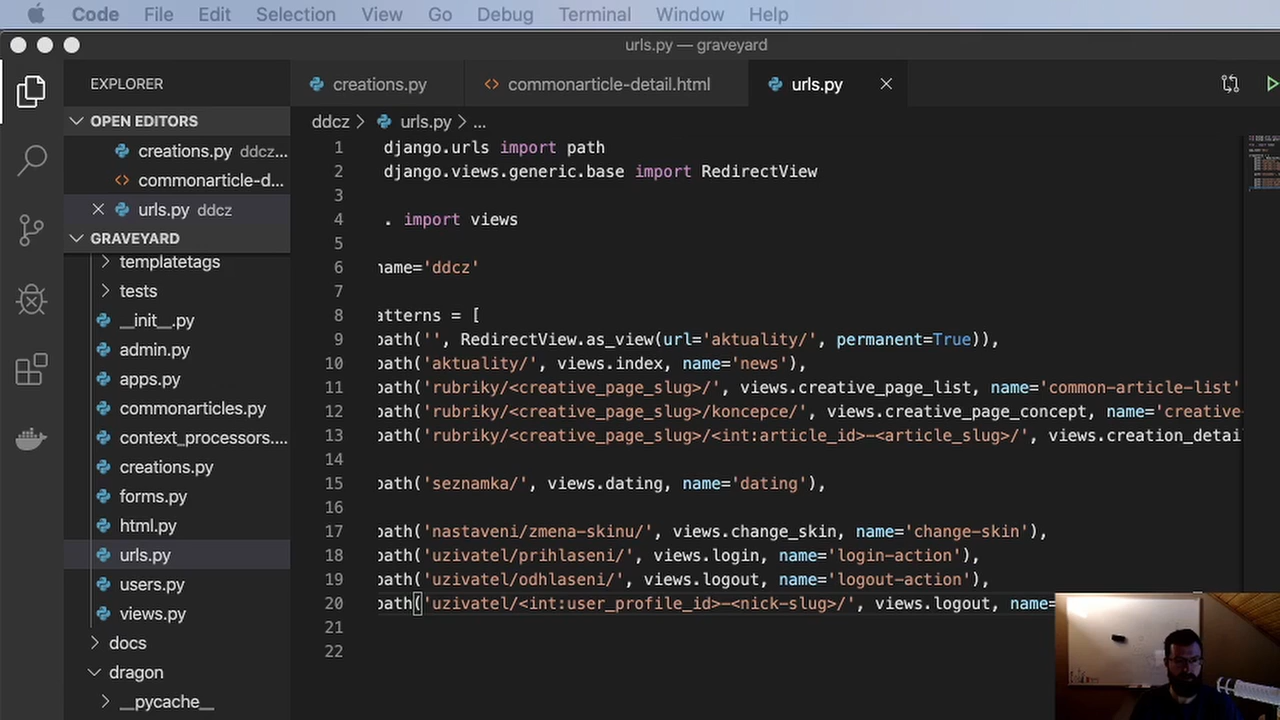 Code File Edit Selection View Go Debug Terminal Window Help
urls.py — graveyard
EXPLORER
OPEN EDITORS
creations.py ddcz...
commonarticle-d...
urls.py ddcz
GRAVEYARD
templatetags
tests
__init__.py
admin.py
apps.py
commonarticles.py
context_processors....
creations.py
forms.py
html.py
urls.py
users.py
views.py
docs
dragon
__pycache__
creations.py commonarticle-detail.html urls.py
ddcz > urls.py > ...
1 django.urls import path
2 django.views.generic.base import RedirectView
3
4 . import views
5
6 name='ddcz'
7
8 atterns = [
9 path('', RedirectView.as_view(url='aktuality/', permanent=True)),
10 path('aktuality/', views.index, name='news'),
11 path('rubriky/<creative_page_slug>/', views.creative_page_list, name='common-article-list'
12 path('rubriky/<creative_page_slug>/koncepce/', views.creative_page_concept, name='creative-
13 path('rubriky/<creative_page_slug>/<int:article_id>-<article_slug>/', views.creation_detai
14
15 path('seznamka/', views.dating, name='dating'),
16
17 path('nastaveni/zmena-skinu/', views.change_skin, name='change-skin'),
18 path('uzivatel/prihlaseni/', views.login, name='login-action'),
19 path('uzivatel/odhlaseni/', views.logout, name='logout-action'),
20 path('uzivatel/<int:user_profile_id>-<nick-slug>/', views.logout, name=
21
22